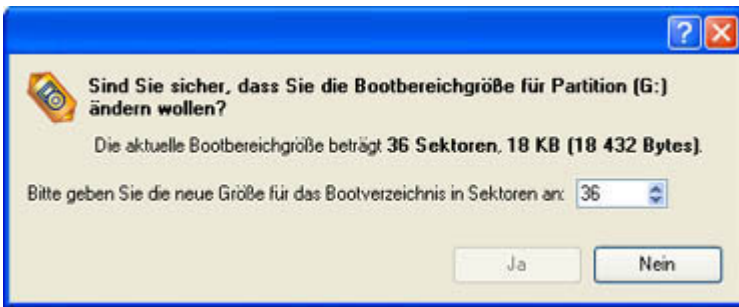 Sind Sie sicher, dass Sie die Bootbereichgröße für Partition (G:)
ändern wollen?
Die aktuelle Bootbereichgröße beträgt 36 Sektoren, 18 KB (18 432 Bytes).
Bitte geben Sie die neue Größe für das Bootverzeichnis in Sektoren an: 36
Ja Nein